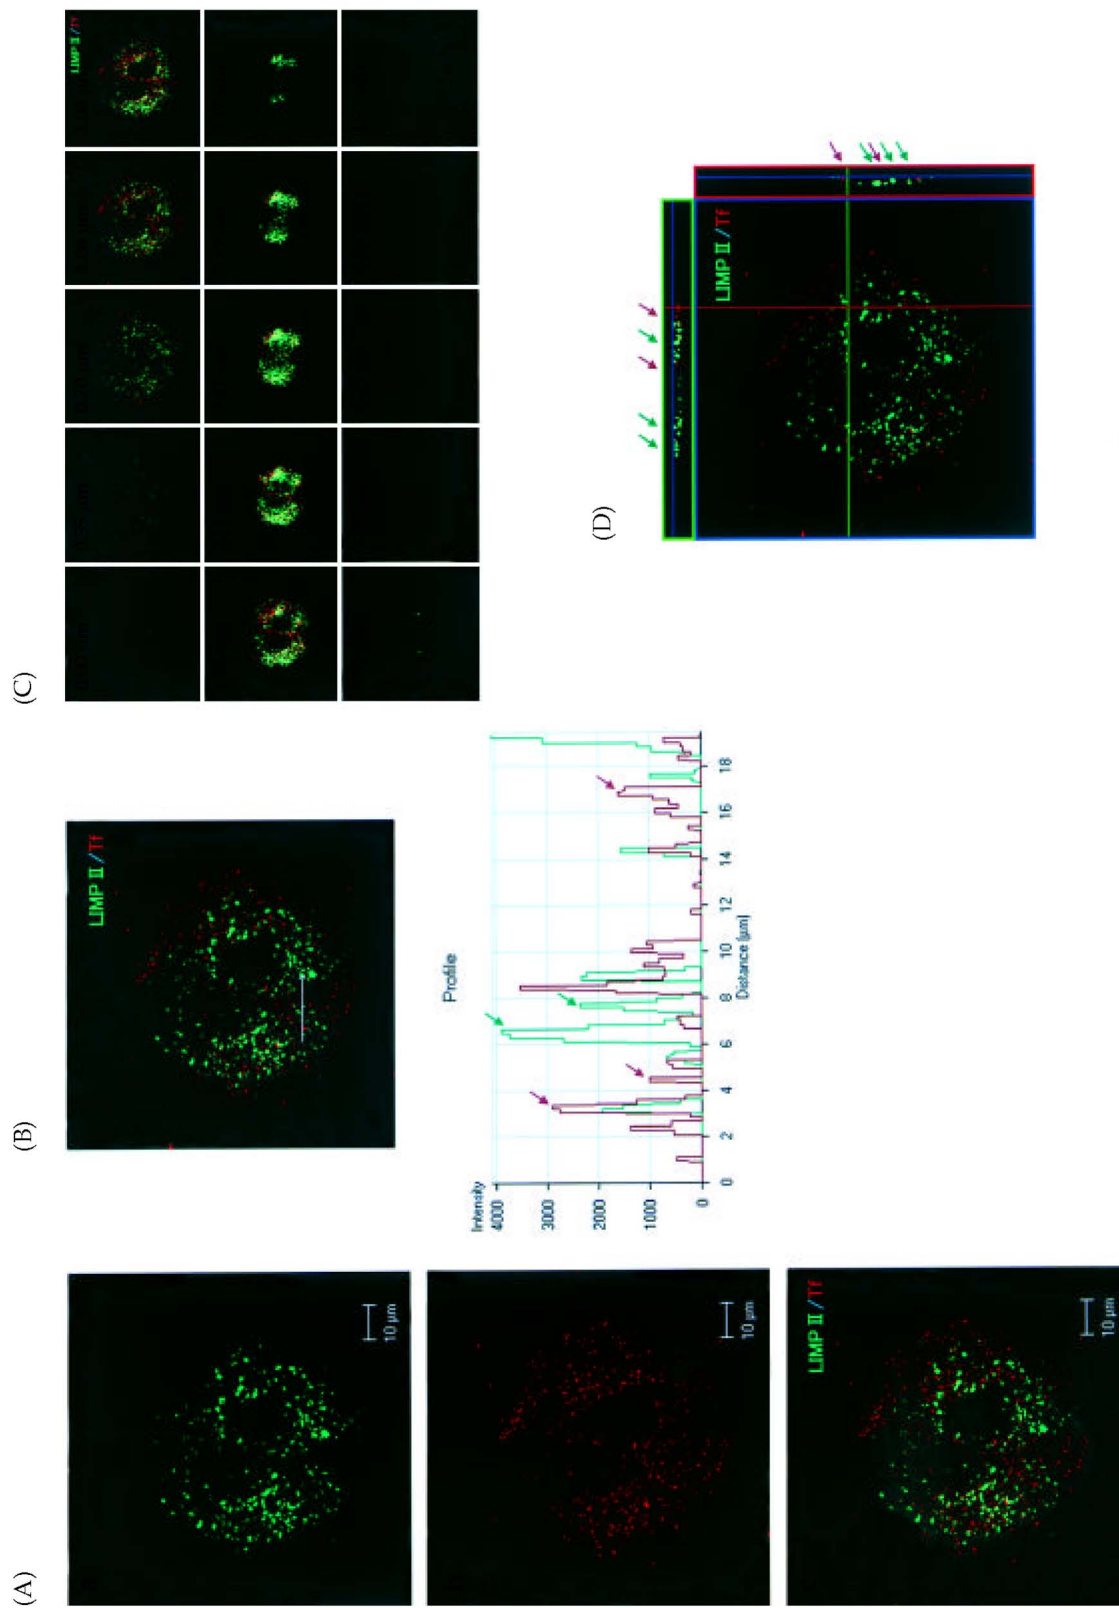 (A)
10 µm
10 µm
LIMP II/Tf
10 µm
(B)
LIMP II/Tf
Profile
Intensity
4000
3000
2000
1000
0
0
2
4
6
8
10
12
14
16
18
Distance (µm)
(C)
LIMP II/Tf
(D)
LIMP II/Tf